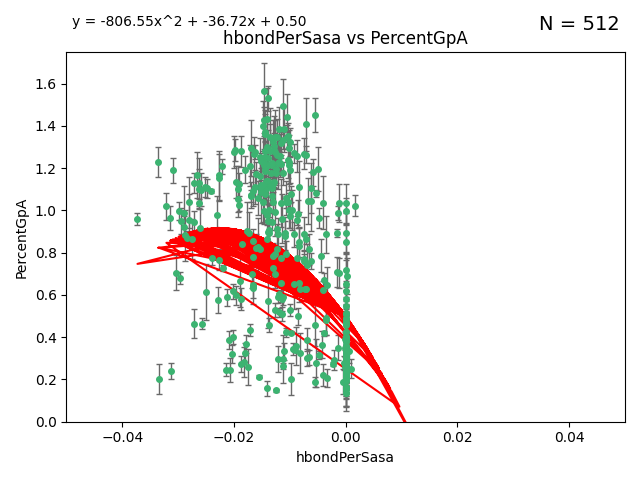 y = -806.55x^2 + -36.72x + 0.50
N = 512
hbondPerSasa vs PercentGpA
PercentGpA
1.6
1.4
1.2
1.0
0.8
0.6
0.4
0.2
0.0
−0.04
−0.02
0.00
0.02
0.04
hbondPerSasa